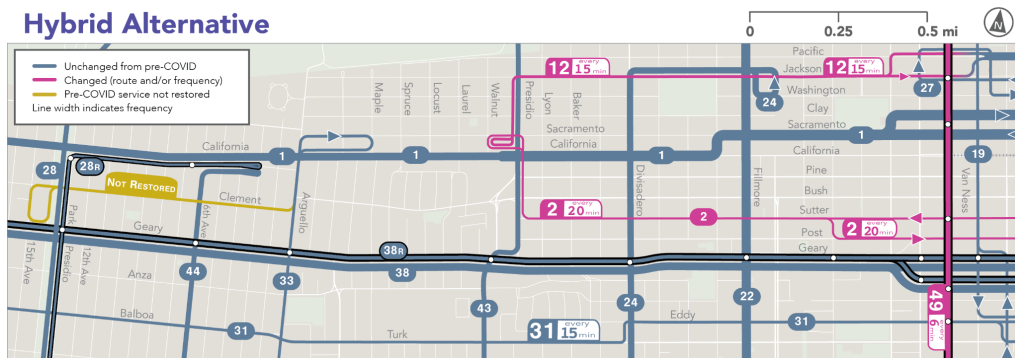 Hybrid Alternative
0 0.25 0.5 mi
N
Unchanged from pre-COVID
Changed (route and/or frequency)
Pre-COVID service not restored
Line width indicates frequency
Maple
Spruce
Locust
Laurel
Walnut
Presidio
Lyon
Baker
12 every 15 min
12 every 15 min
Pacific
Jackson
Washington
Clay
Sacramento
California
Pine
Bush
Sutter
Post
Geary
24
27
Sacramento
California
California
1
1
1
1
19
28
28R
NOT RESTORED
Clement
6th Ave
Arguello
Divisadero
Fillmore
Van Ness
2 every 20 min
2
2 every 20 min
Park Presidio
15th Ave
12th Ave
Geary
38R
38
Anza
44
33
43
24
22
49 every 6 min
Balboa
31
Turk
31 every 15 min
Eddy
31